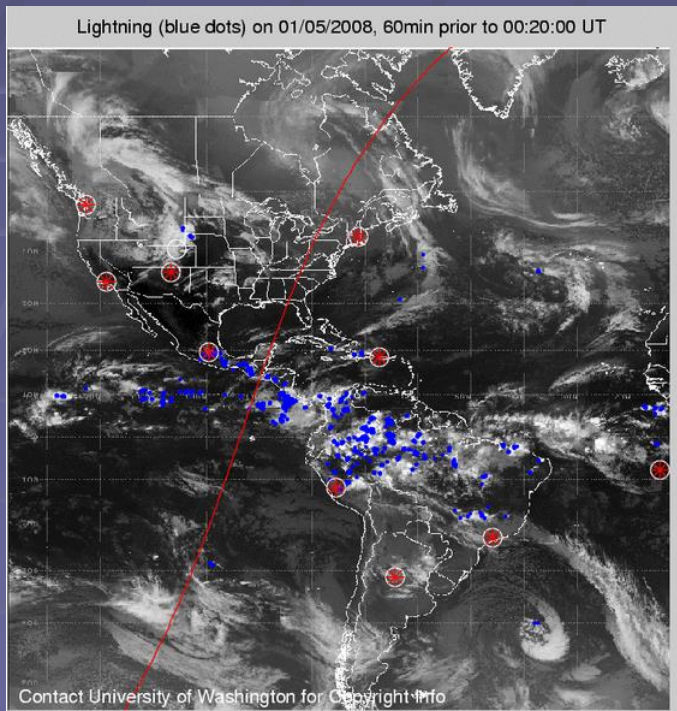 Lightning (blue dots) on 01/05/2008, 60min prior to 00:20:00 UT
Contact University of Washington for Copyright Info